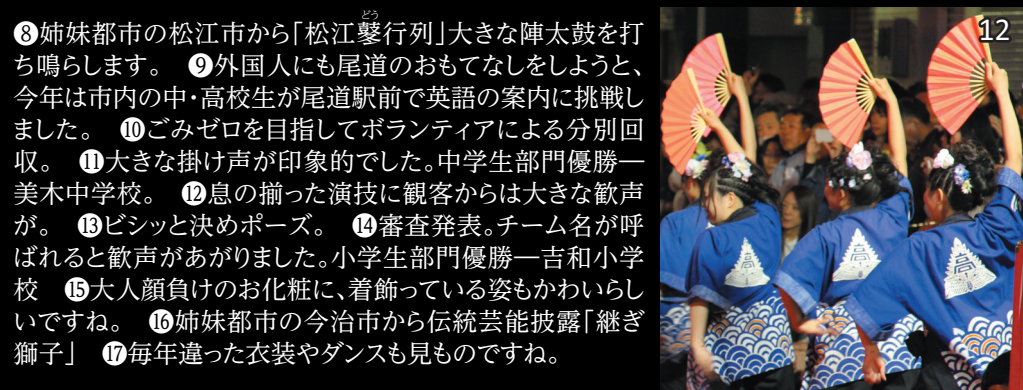 ❽姉妹都市の松江市から「松江鼕行列」大きな陣太鼓を打
どう
ち鳴らします。 ❾外国人にも尾道のおもてなしをしようと、
今年は市内の中・高校生が尾道駅前で英語の案内に挑戦し
ました。 ❿ごみゼロを目指してボランティアによる分別回
収。 ⓫大きな掛け声が印象的でした。中学生部門優勝―
美木中学校。 ⓬息の揃った演技に観客からは大きな歓声
が。 ⓭ビシッと決めポーズ。 ⓮審査発表。チーム名が呼
ばれると歓声があがりました。小学生部門優勝―吉和小学
校 ⓯大人顔負けのお化粧に、着飾っている姿もかわいらし
いですね。 ⓰姉妹都市の今治市から伝統芸能披露「継ぎ
獅子」 ⓱毎年違った衣装やダンスも見ものですね。
12
高
高
高